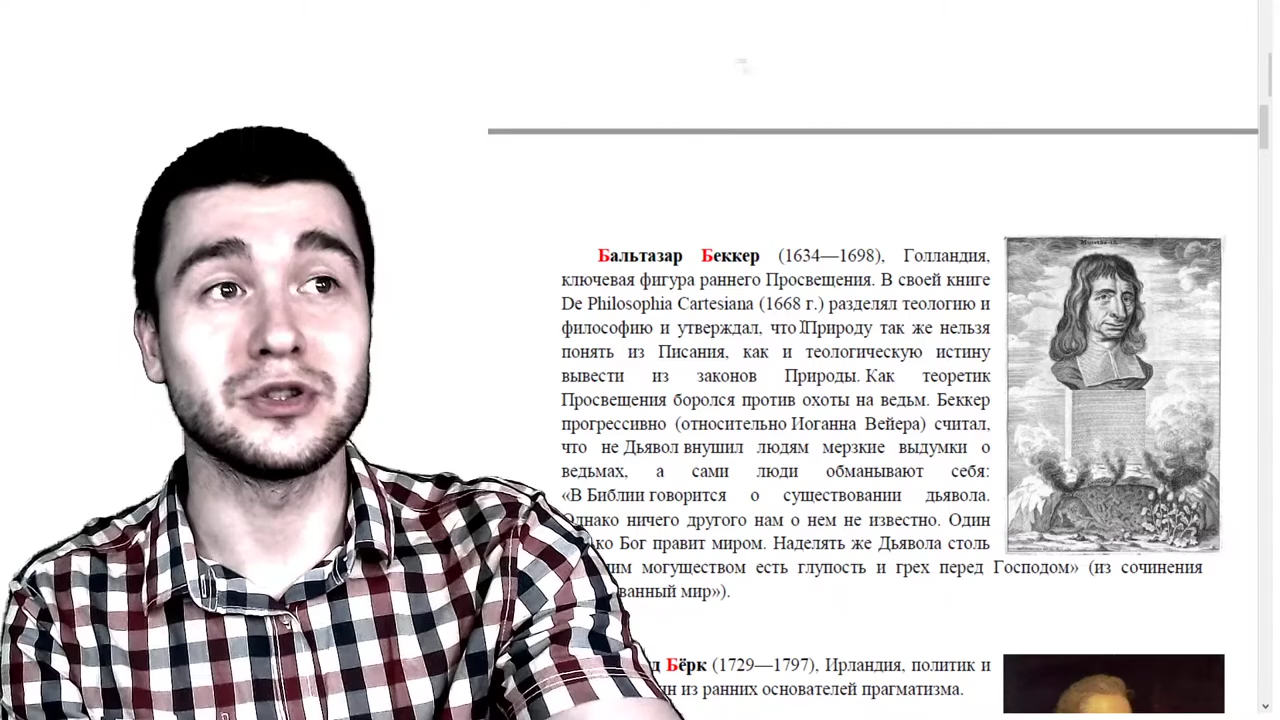 Бальтазар Беккер (1634—1698), Голландия,
ключевая фигура раннего Просвещения. В своей книге
De Philosophia Cartesiana (1668 г.) разделял теологию и
философию и утверждал, что Природу так же нельзя
понять из Писания, как и теологическую истину
вывести из законов Природы. Как теоретик
Просвещения боролся против охоты на ведьм. Беккер
прогрессивно (относительно Иоганна Вейера) считал,
что не Дьявол внушил людям мерзкие выдумки о
ведьмах, а сами люди обманывают себя:
«В Библии говорится о существовании дьявола.
Однако ничего другого нам о нем не известно. Один
ко Бог правит миром. Наделять же Дьявола столь
им могуществом есть глупость и грех перед Господом» (из сочинения
ванный мир»).
д Бёрк (1729—1797), Ирландия, политик и
из ранних основателей прагматизма.